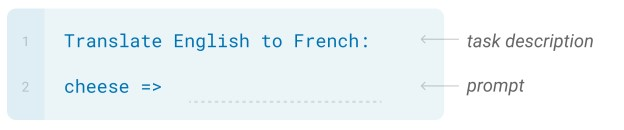 1 Translate English to French: task description
2 cheese => prompt